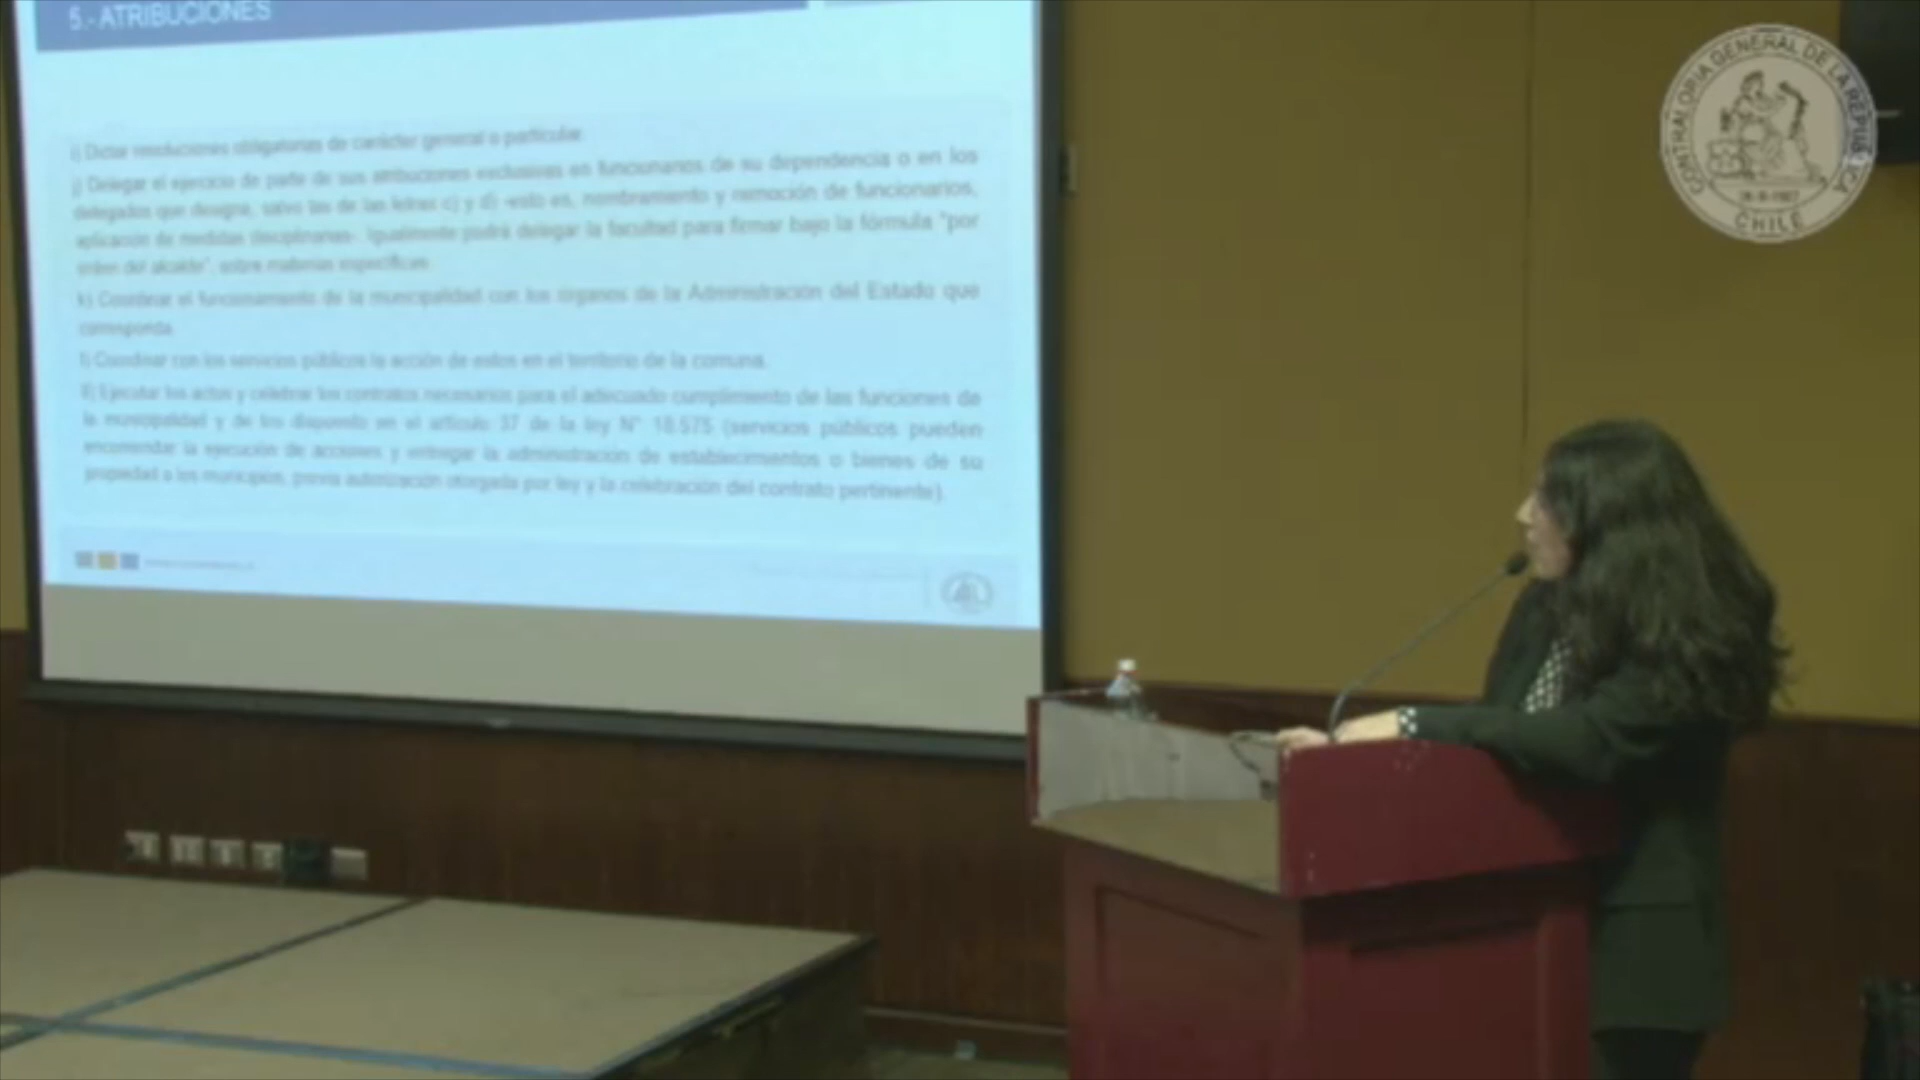 5.- ATRIBUCIONES
i) Dictar resoluciones obligatorias de carácter general o particular.
j) Delegar el ejercicio de parte de sus atribuciones exclusivas en funcionarios de su dependencia o en los
delegados que designe, salvo las de las letras c) y d) -esto es, nombramiento y remoción de funcionarios,
aplicación de medidas disciplinarias-. Igualmente podrá delegar la facultad para firmar bajo la fórmula "por
orden del alcalde", sobre materias específicas.
k) Coordinar el funcionamiento de la municipalidad con los órganos de la Administración del Estado que
corresponda.
l) Coordinar con los servicios públicos la acción de estos en el territorio de la comuna.
ll) Ejecutar los actos y celebrar los contratos necesarios para el adecuado cumplimiento de las funciones de
la municipalidad y de los dispuesto en el artículo 37 de la ley N° 18.575 (servicios públicos pueden
encomendar la ejecución de acciones y entregar la administración de establecimientos o bienes de su
propiedad a los municipios, previa autorización otorgada por ley y la celebración del contrato pertinente).
CONTRALORIA GENERAL DE LA REPUBLICA
CHILE